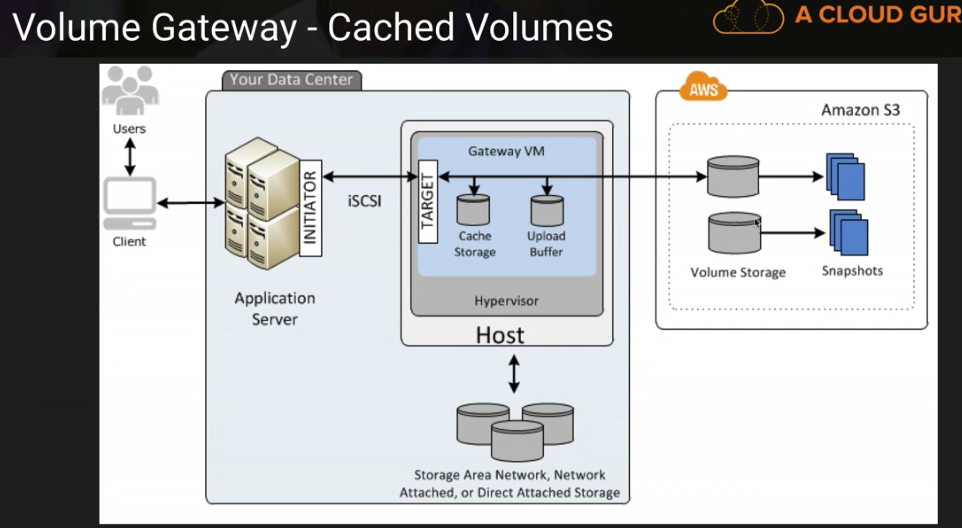 Volume Gateway - Cached Volumes
A CLOUD GUR
Your Data Center
AWS
Amazon S3
Users
Gateway VM
INITIATOR
iSCSI
TARGET
Client
Cache
Storage
Upload
Buffer
Volume Storage
Snapshots
Application
Server
Hypervisor
Host
Storage Area Network, Network
Attached, or Direct Attached Storage